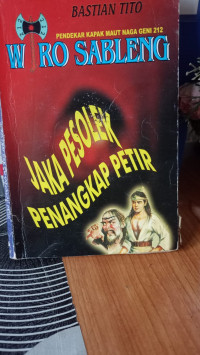 BASTIAN TITO
PENDEKAR KAPAK MAUT NAGA GENI 212
WIRO SABLENG
JAKA PESOLEK
PENANGKAP PETIR